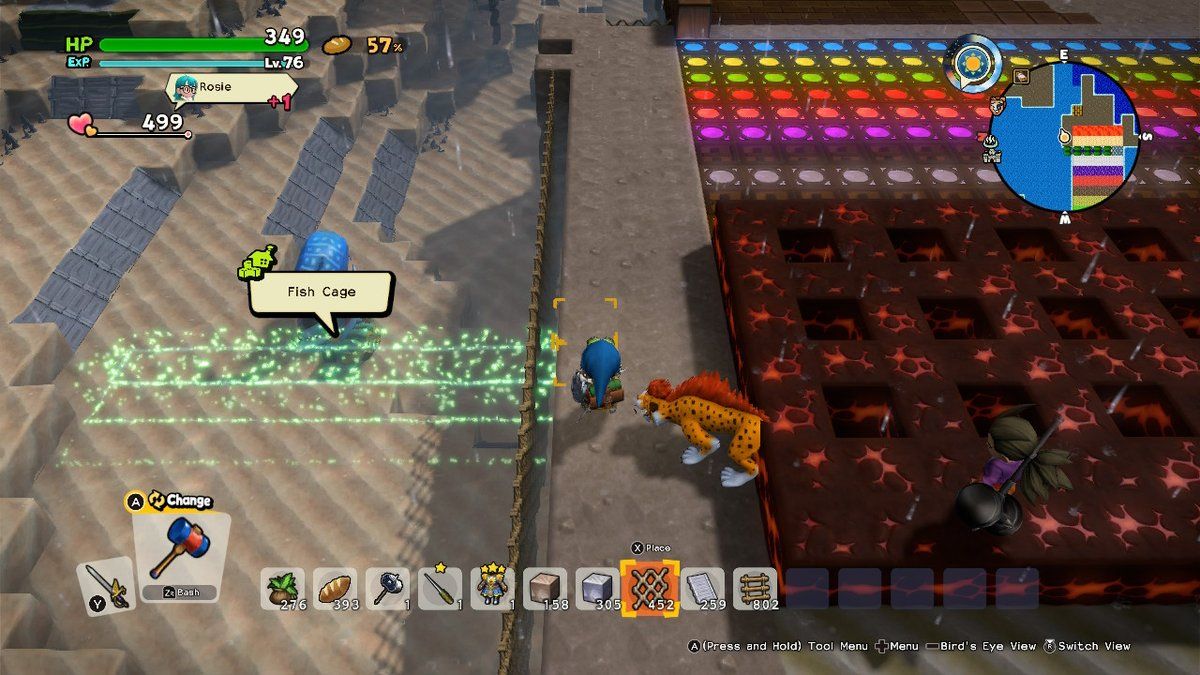 HP 349 57%
EXP. Lv.76
Rosie +1
499
E
S
W
Fish Cage
A Change
Y
ZR Bash
X Place
276 393 1 1 1 158 305 452 259 802
A (Press and Hold) Tool Menu Menu Bird's Eye View R Switch View